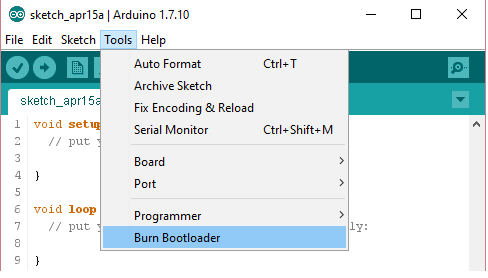 sketch_apr15a | Arduino 1.7.10
File Edit Sketch Tools Help
Auto Format Ctrl+T
Archive Sketch
Fix Encoding & Reload
Serial Monitor Ctrl+Shift+M
Board
Port
Programmer
Burn Bootloader
sketch_apr15a
1 void setup
2 // put y
3
4 }
5
6 void loop
7 // put y ly:
8
9 }